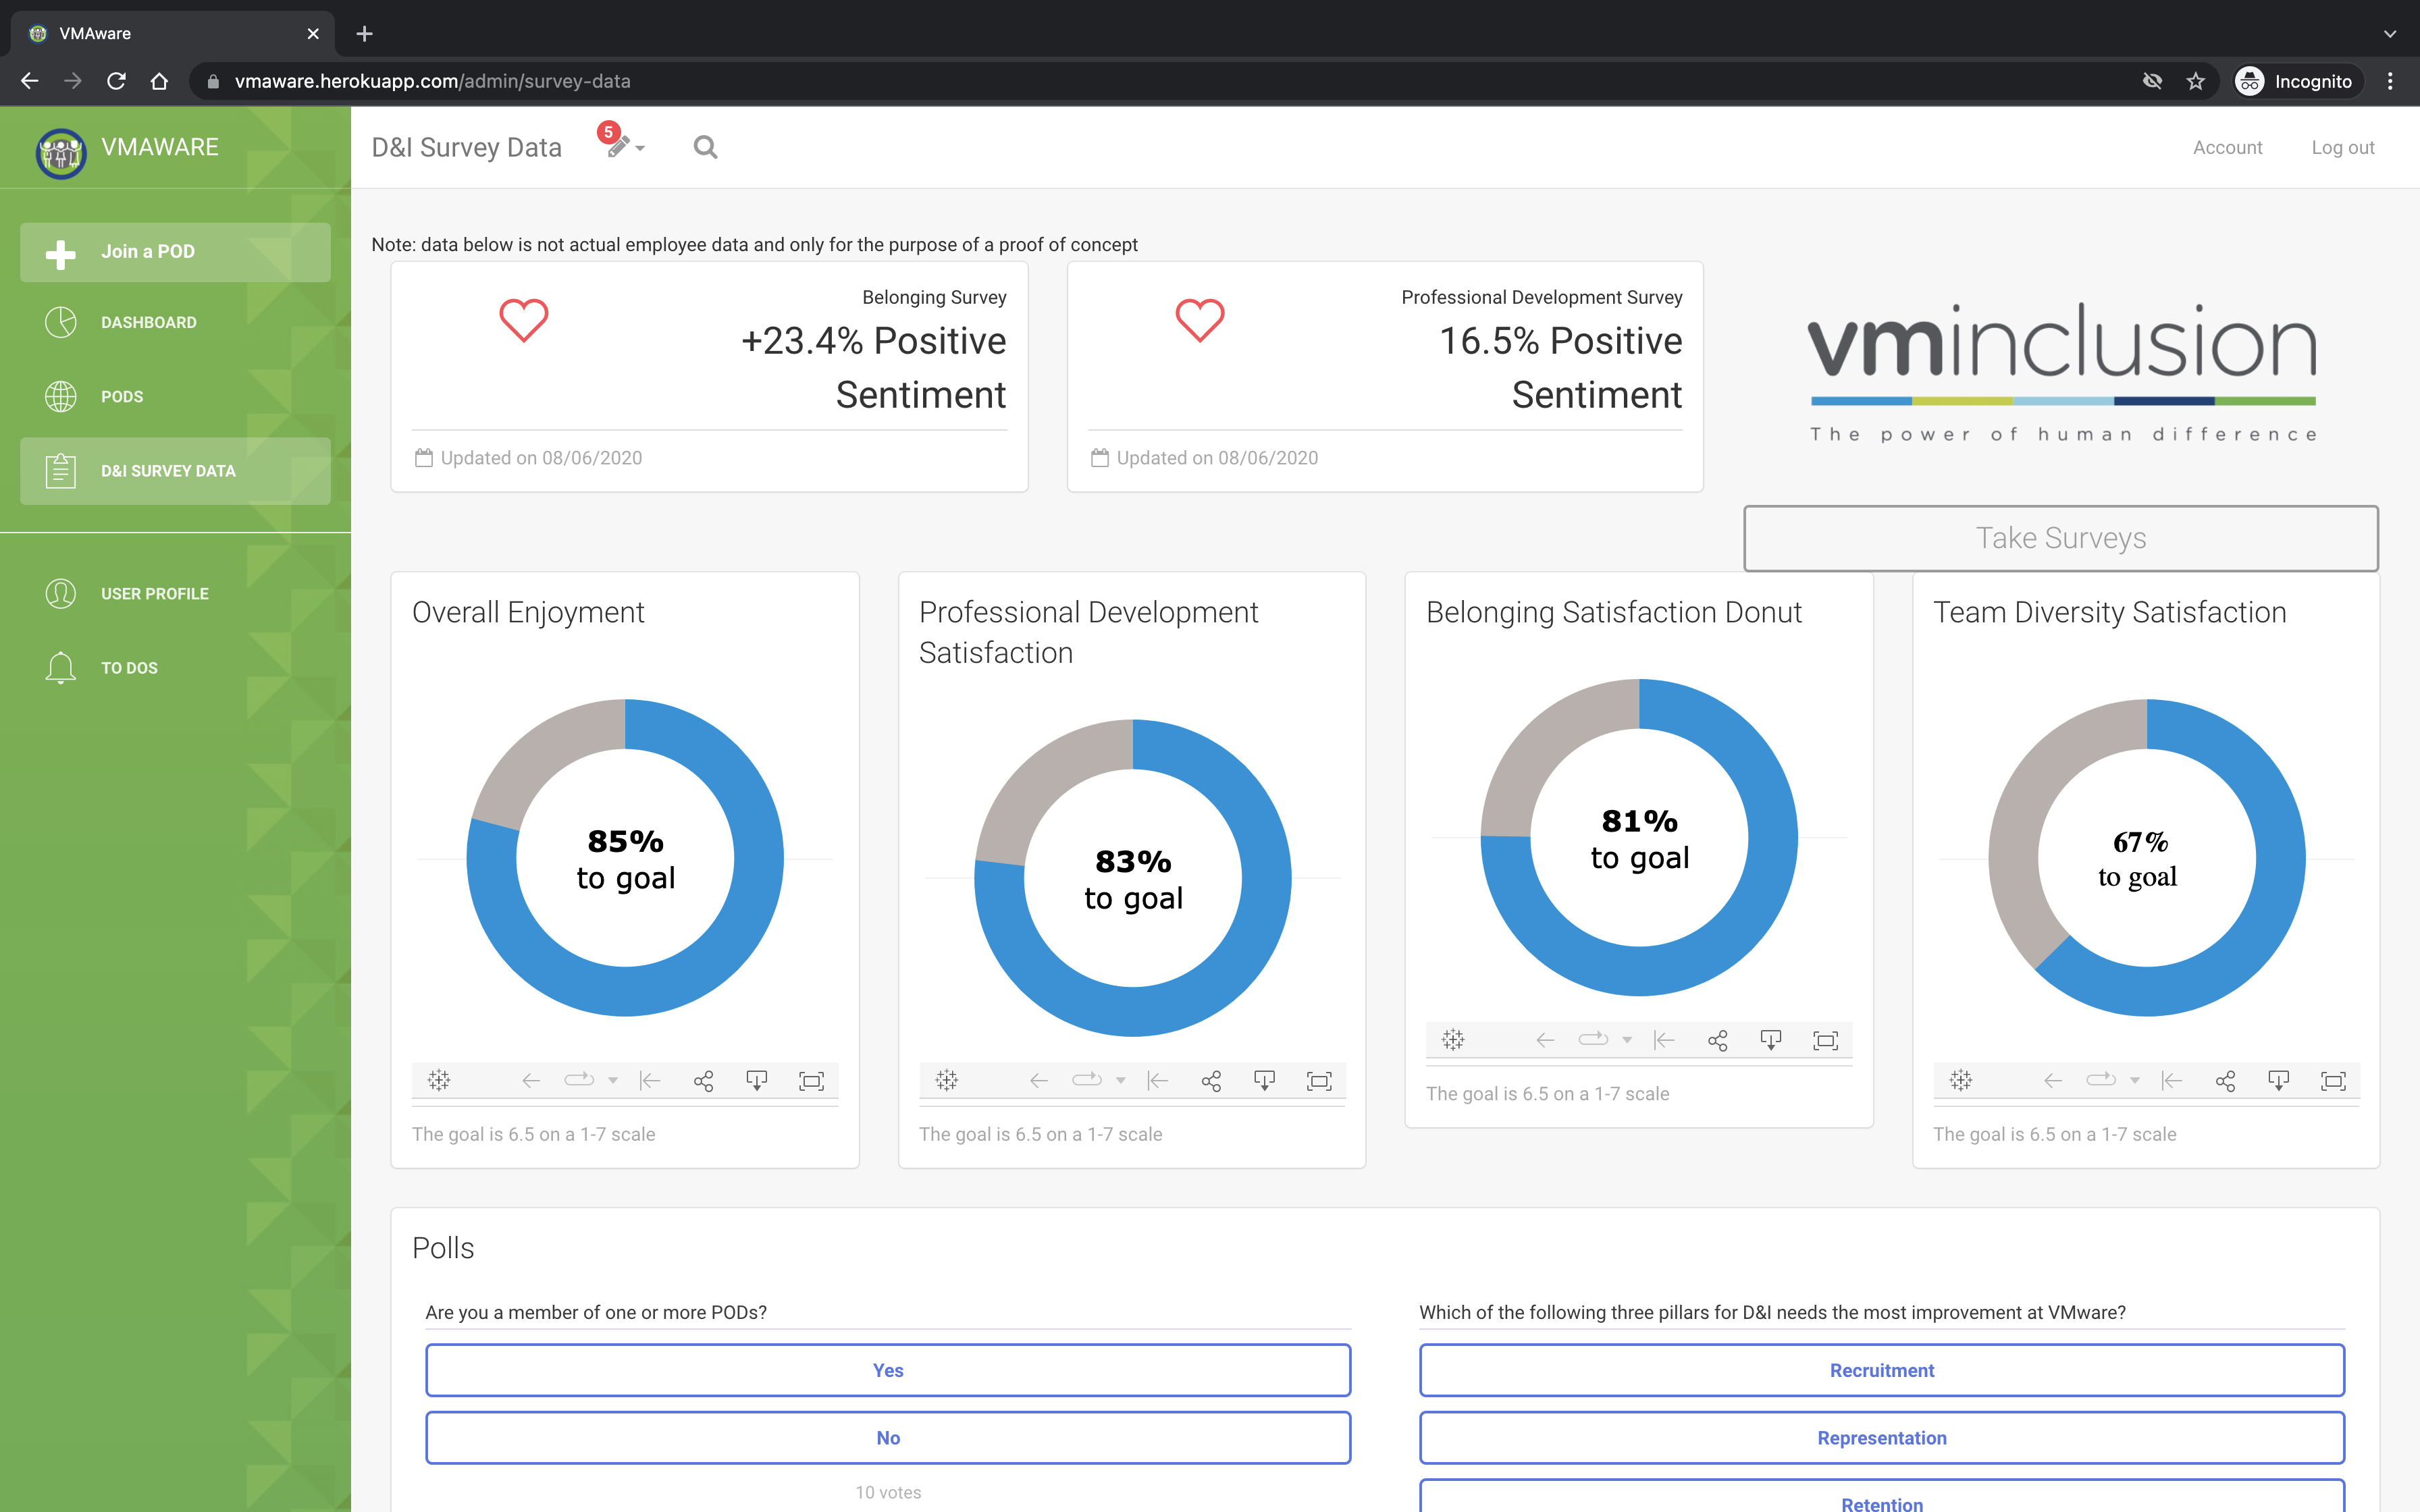 VMAware
vmaware.herokuapp.com/admin/survey-data
Incognito
VMAWARE
D&I Survey Data
5
Account
Log out
Join a POD
DASHBOARD
PODS
D&I SURVEY DATA
USER PROFILE
TO DOS
Note: data below is not actual employee data and only for the purpose of a proof of concept
Belonging Survey
+23.4% Positive
Sentiment
Updated on 08/06/2020
Professional Development Survey
16.5% Positive
Sentiment
Updated on 08/06/2020
vminclusion
The power of human difference
Take Surveys
Overall Enjoyment
85%
to goal
The goal is 6.5 on a 1-7 scale
Professional Development
Satisfaction
83%
to goal
The goal is 6.5 on a 1-7 scale
Belonging Satisfaction Donut
81%
to goal
The goal is 6.5 on a 1-7 scale
Team Diversity Satisfaction
67%
to goal
The goal is 6.5 on a 1-7 scale
Polls
Are you a member of one or more PODs?
Yes
No
10 votes
Which of the following three pillars for D&I needs the most improvement at VMware?
Recruitment
Representation
Retention